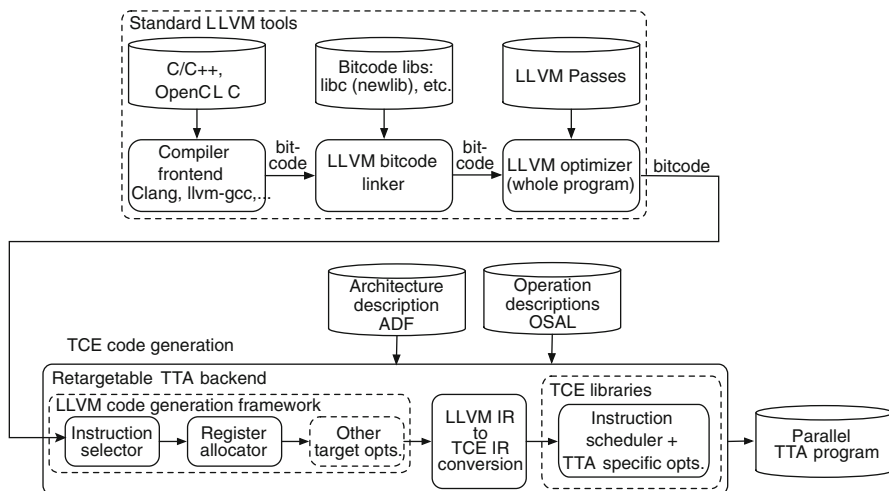 Standard LLVM tools
C/C++,
OpenCL C
Bitcode libs:
libc (newlib), etc.
LLVM Passes
Compiler
frontend
Clang, llvm-gcc,...
bit-
code
LLVM bitcode
linker
bit-
code
LLVM optimizer
(whole program)
bitcode
Architecture
description
ADF
Operation
descriptions
OSAL
TCE code generation
Retargetable TTA backend
LLVM code generation framework
Instruction
selector
Register
allocator
Other
target opts.
LLVM IR
to
TCE IR
conversion
TCE libraries
Instruction
scheduler +
TTA specific opts.
Parallel
TTA program